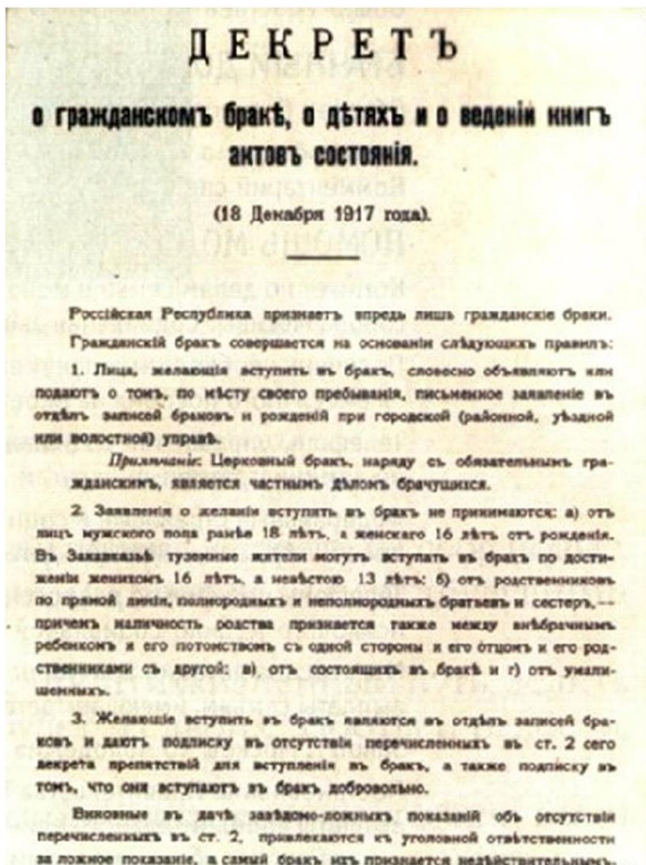 ДЕКРЕТЪ
о гражданскомъ бракѣ, о дѣтяхъ и о веденіи книгъ
актовъ состоянія.
(18 Декабря 1917 года).
Россійская Республика признаетъ впредь лишь гражданскіе браки.
Гражданскій бракъ совершается на основаніи слѣдующихъ правилъ:
1. Лица, желающія вступить въ бракъ, словесно объявляютъ или
подаютъ о томъ, по мѣсту своего пребыванія, письменное заявленіе въ
отдѣлъ записей браковъ и рожденій при городской (районной, уѣздной
или волостной) управѣ.
Примѣчаніе: Церковный бракъ, наряду съ обязательнымъ гра-
жданскимъ, является частнымъ дѣломъ брачущихся.
2. Заявленія о желаніи вступить въ бракъ не принимаются: а) отъ
лицъ мужского пола ранѣе 18 лѣтъ, а женскаго 16 лѣтъ отъ рожденія.
Въ Закавказьѣ туземные жители могутъ вступать въ бракъ по дости-
женіи женихомъ 16 лѣтъ, а невѣстою 13 лѣтъ: б) отъ родственниковъ
по прямой линіи, полнородныхъ и неполнородныхъ братьевъ и сестеръ,—
причемъ наличность родства признается также между внѣбрачнымъ
ребенкомъ и его потомствомъ съ одной стороны и его отцомъ и его род-
ственниками съ другой: в) отъ состоящихъ въ бракѣ и г) отъ умали-
шенныхъ.
3. Желающіе вступить въ бракъ являются въ отдѣлъ записей бра-
ковъ и даютъ подписку въ отсутствіи перечисленныхъ въ ст. 2 сего
декрета препятствій для вступленія въ бракъ, а также подписку въ
томъ, что они вступаютъ въ бракъ добровольно.
Виновные въ дачѣ завѣдомо-ложныхъ показаній объ отсутствіи
перечисленныхъ въ ст. 2, привлекаются къ уголовной отвѣтственности
за ложное показаніе, а самый бракъ ихъ признается недѣйствительнымъ.